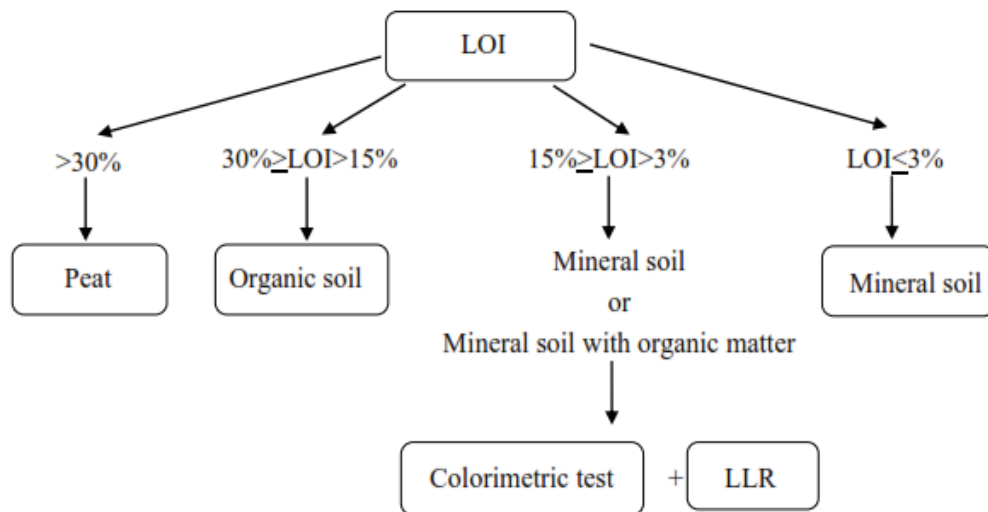 LOI
>30%
30%≥LOI>15%
15%≥LOI>3%
LOI≤3%
Peat
Organic soil
Mineral soil
or
Mineral soil with organic matter
Mineral soil
Colorimetric test
+
LLR